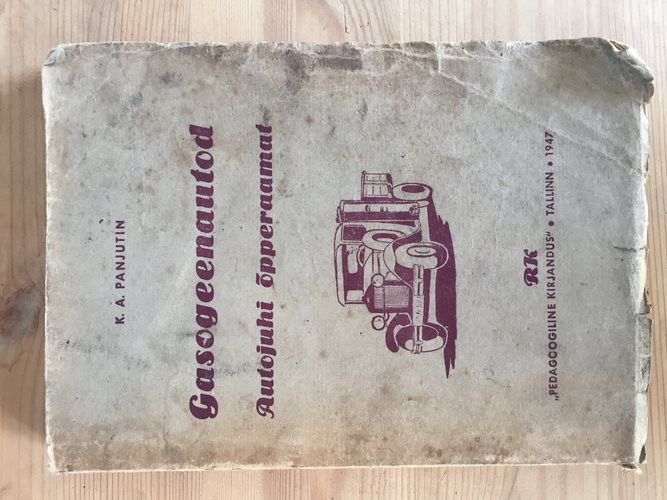 K. A. PANJUTIN
Gasogeenautod
Autojuhi õpperaamat
RK
„PEDAGOOGILINE KIRJANDUS“ • TALLINN • 1947